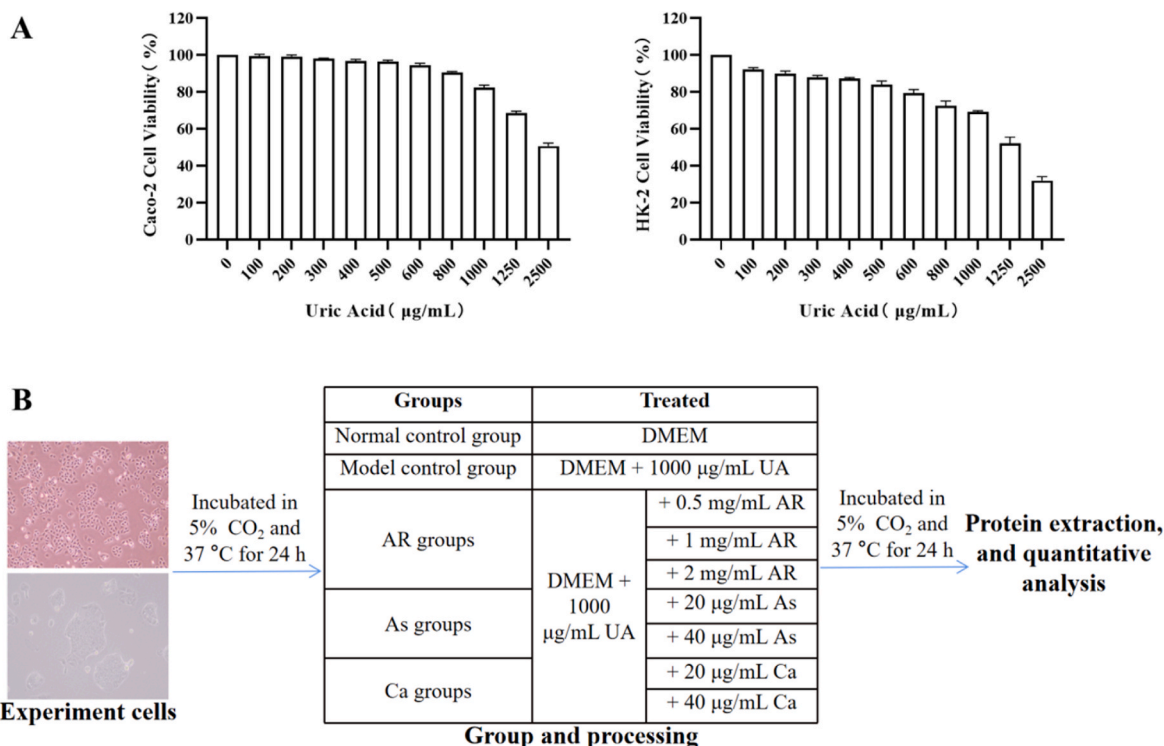 A
Caco-2 Cell Viability ( %)
120
100
80
60
40
20
0
0 100 200 300 400 500 600 800 1000 1250 2500
Uric Acid ( μg/mL)
HK-2 Cell Viability ( %)
120
100
80
60
40
20
0
0 100 200 300 400 500 600 800 1000 1250 2500
Uric Acid ( μg/mL)
B
Experiment cells
Incubated in
5% CO₂ and
37 °C for 24 h
Groups Treated
Normal control group DMEM
Model control group DMEM + 1000 μg/mL UA
AR groups
As groups
Ca groups
DMEM +
1000
μg/mL UA
+ 0.5 mg/mL AR
+ 1 mg/mL AR
+ 2 mg/mL AR
+ 20 μg/mL As
+ 40 μg/mL As
+ 20 μg/mL Ca
+ 40 μg/mL Ca
Group and processing
Incubated in
5% CO₂ and
37 °C for 24 h
Protein extraction,
and quantitative
analysis